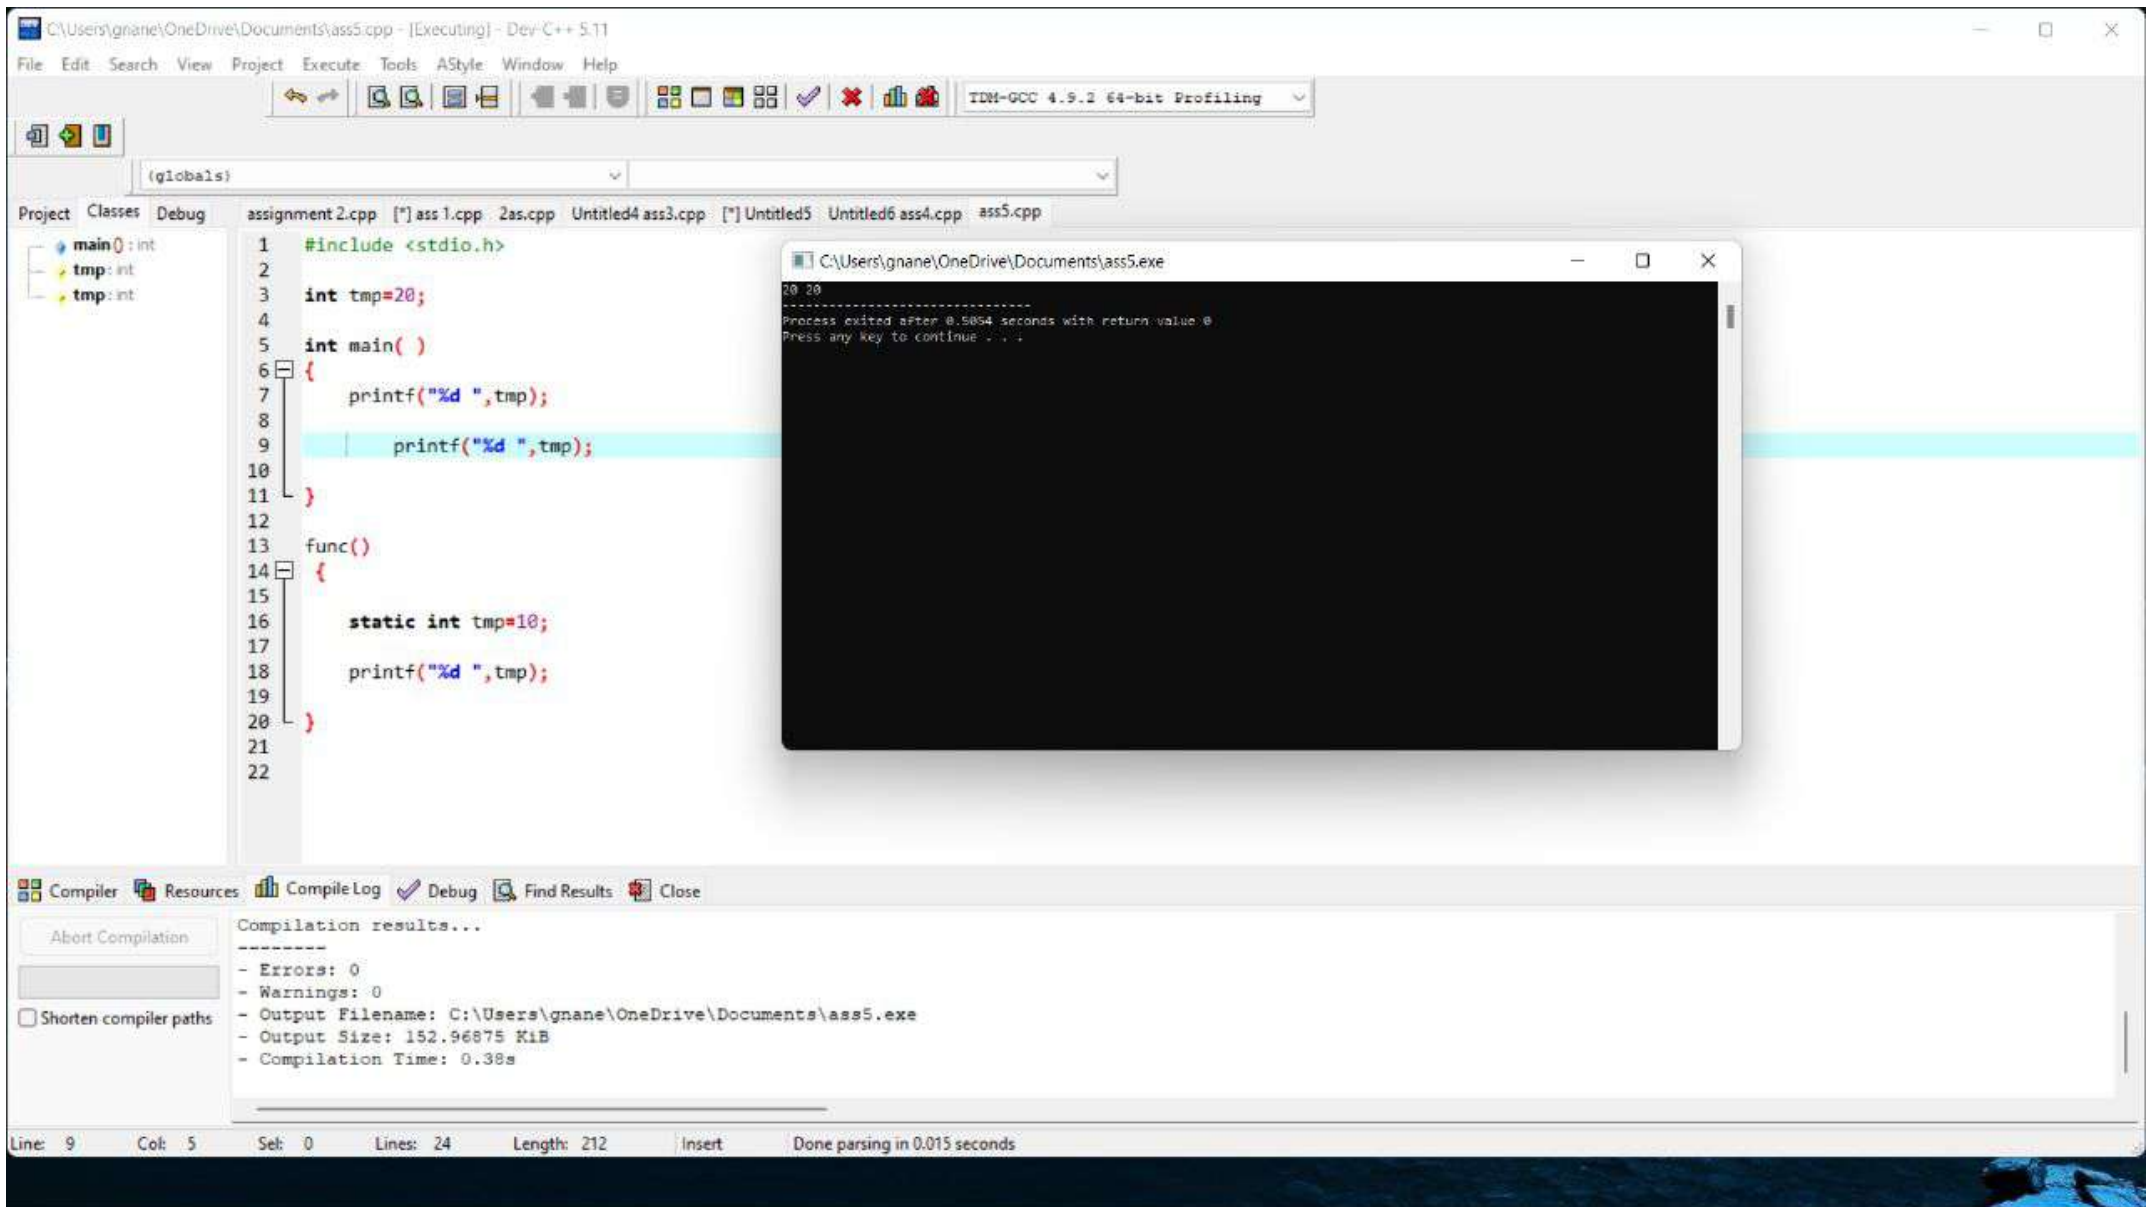 C:\Users\gnane\OneDrive\Documents\ass5.cpp - [Executing] - Dev-C++ 5.11
File Edit Search View Project Execute Tools AStyle Window Help
TDM-GCC 4.9.2 64-bit Profiling
(globals)
Project Classes Debug
assignment 2.cpp [*] ass 1.cpp 2as.cpp Untitled4 ass3.cpp [*] Untitled5 Untitled6 ass4.cpp ass5.cpp
main() : int
tmp : int
tmp : int
1 #include <stdio.h>
2
3 int tmp=20;
4
5 int main( )
6 {
7 printf("%d ",tmp);
8
9 printf("%d ",tmp);
10
11 }
12
13 func()
14 {
15
16 static int tmp=10;
17
18 printf("%d ",tmp);
19
20 }
21
22
C:\Users\gnane\OneDrive\Documents\ass5.exe
20 20
--------------------------------
Process exited after 0.5054 seconds with return value 0
Press any key to continue . . .
Compiler Resources Compile Log Debug Find Results Close
Abort Compilation
Shorten compiler paths
Compilation results...
--------
- Errors: 0
- Warnings: 0
- Output Filename: C:\Users\gnane\OneDrive\Documents\ass5.exe
- Output Size: 152.96875 KiB
- Compilation Time: 0.38s
Line: 9 Col: 5 Sel: 0 Lines: 24 Length: 212 Insert Done parsing in 0.015 seconds